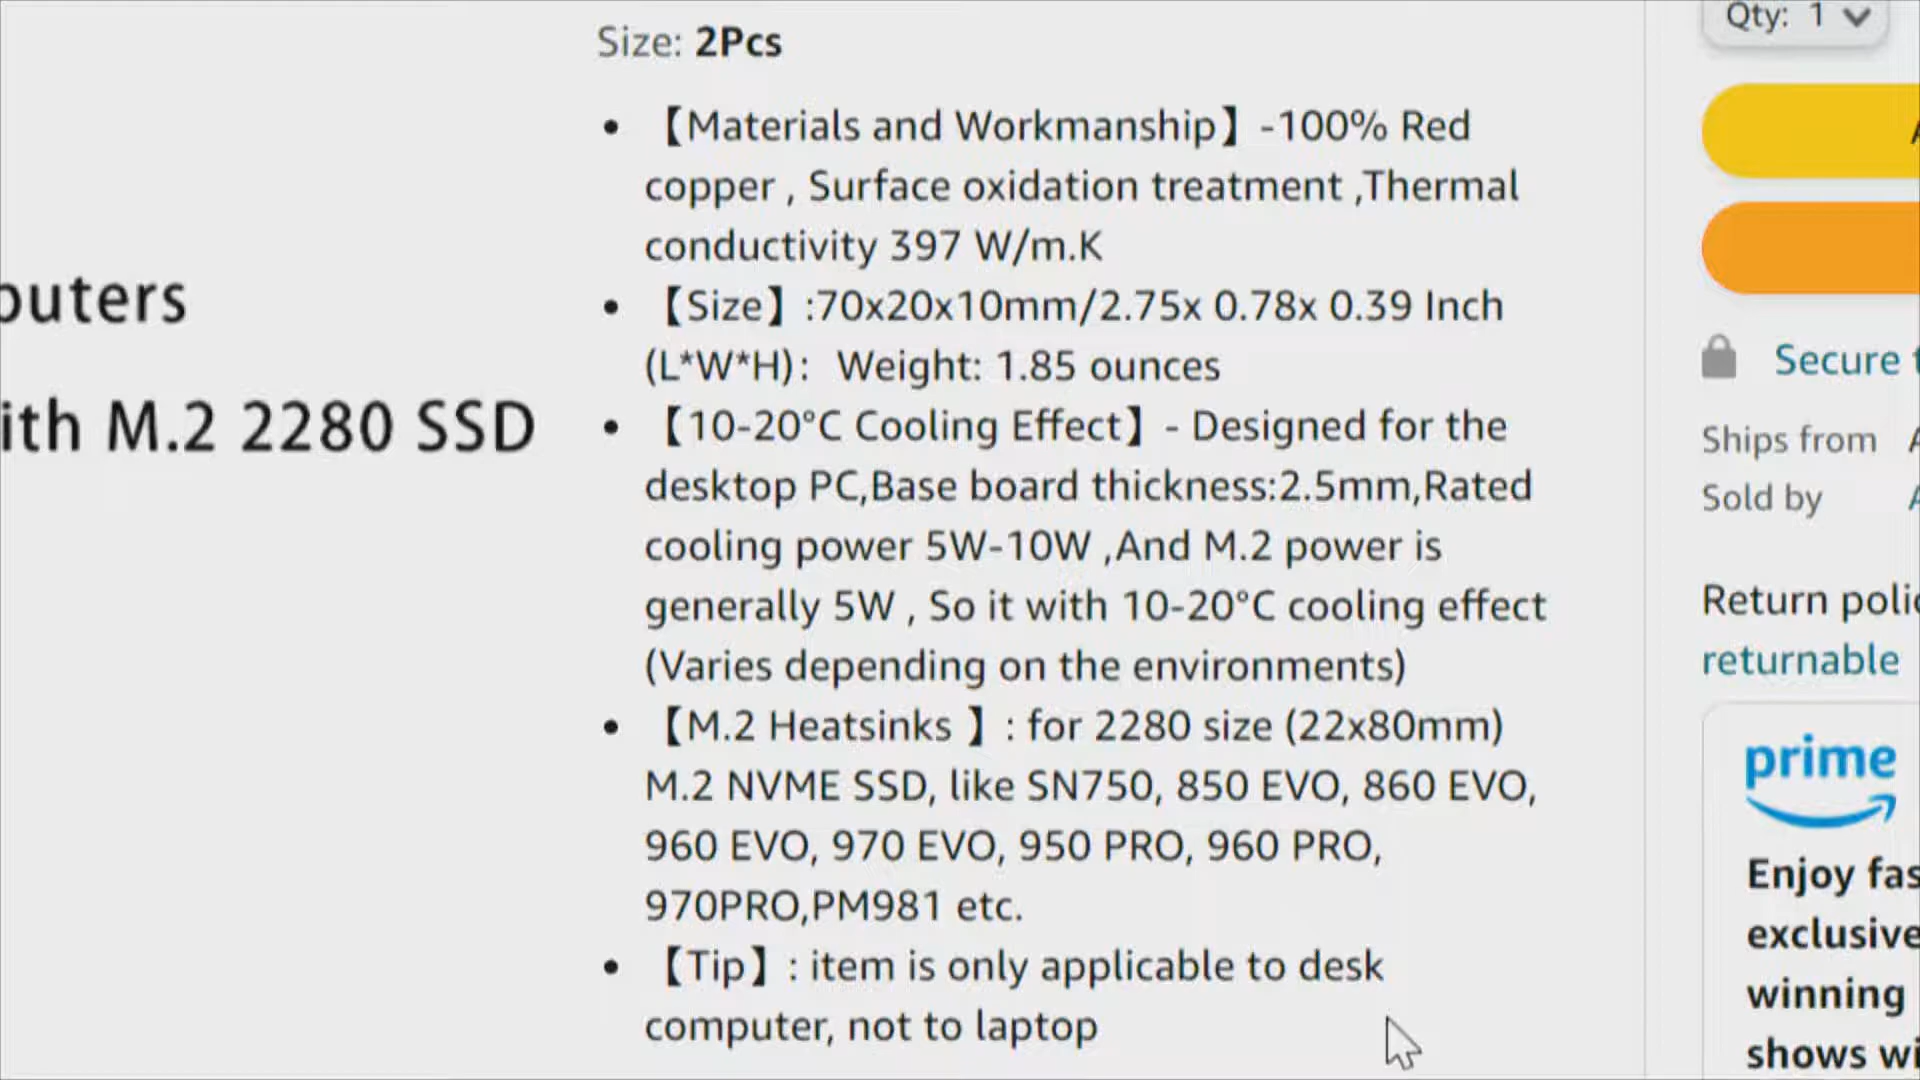 Size: 2Pcs
Qty: 1
【Materials and Workmanship】-100% Red
copper , Surface oxidation treatment ,Thermal
conductivity 397 W/m.K
【Size】:70x20x10mm/2.75x 0.78x 0.39 Inch
(L*W*H)：Weight: 1.85 ounces
【10-20°C Cooling Effect】- Designed for the
desktop PC,Base board thickness:2.5mm,Rated
cooling power 5W-10W ,And M.2 power is
generally 5W , So it with 10-20°C cooling effect
(Varies depending on the environments)
【M.2 Heatsinks 】: for 2280 size (22x80mm)
M.2 NVME SSD, like SN750, 850 EVO, 860 EVO,
960 EVO, 970 EVO, 950 PRO, 960 PRO,
970PRO,PM981 etc.
【Tip】: item is only applicable to desk
computer, not to laptop
puters
ith M.2 2280 SSD
Secure
Ships from
Sold by
Return
returnable
prime
Enjoy
exclusive
winning
shows